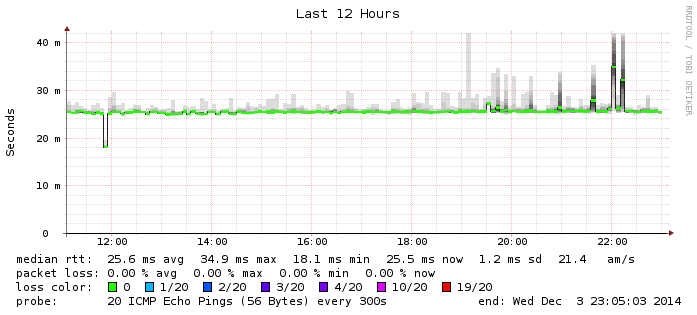 Last 12 Hours
RRDTOOL / TOBI OETIKER
Seconds
40 m
30 m
20 m
10 m
0
12:00 14:00 16:00 18:00 20:00 22:00
median rtt: 25.6 ms avg 34.9 ms max 18.1 ms min 25.5 ms now 1.2 ms sd 21.4 am/s
packet loss: 0.00 % avg 0.00 % max 0.00 % min 0.00 % now
loss color: 0 1/20 2/20 3/20 4/20 10/20 19/20
probe: 20 ICMP Echo Pings (56 Bytes) every 300s end: Wed Dec 3 23:05:03 2014